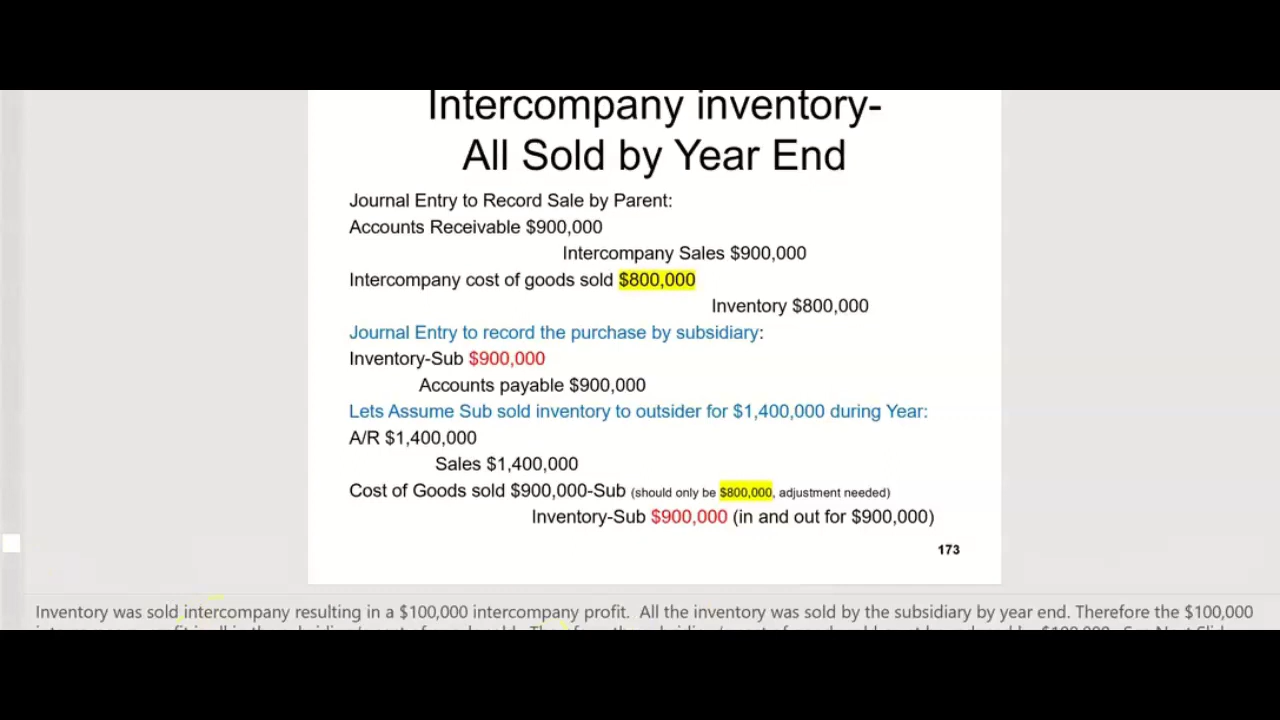 Intercompany inventory-
All Sold by Year End
Journal Entry to Record Sale by Parent:
Accounts Receivable $900,000
Intercompany Sales $900,000
Intercompany cost of goods sold $800,000
Inventory $800,000
Journal Entry to record the purchase by subsidiary:
Inventory-Sub $900,000
Accounts payable $900,000
Lets Assume Sub sold inventory to outsider for $1,400,000 during Year:
A/R $1,400,000
Sales $1,400,000
Cost of Goods sold $900,000-Sub (should only be $800,000, adjustment needed)
Inventory-Sub $900,000 (in and out for $900,000)
173
Inventory was sold intercompany resulting in a $100,000 intercompany profit. All the inventory was sold by the subsidiary by year end. Therefore the $100,000